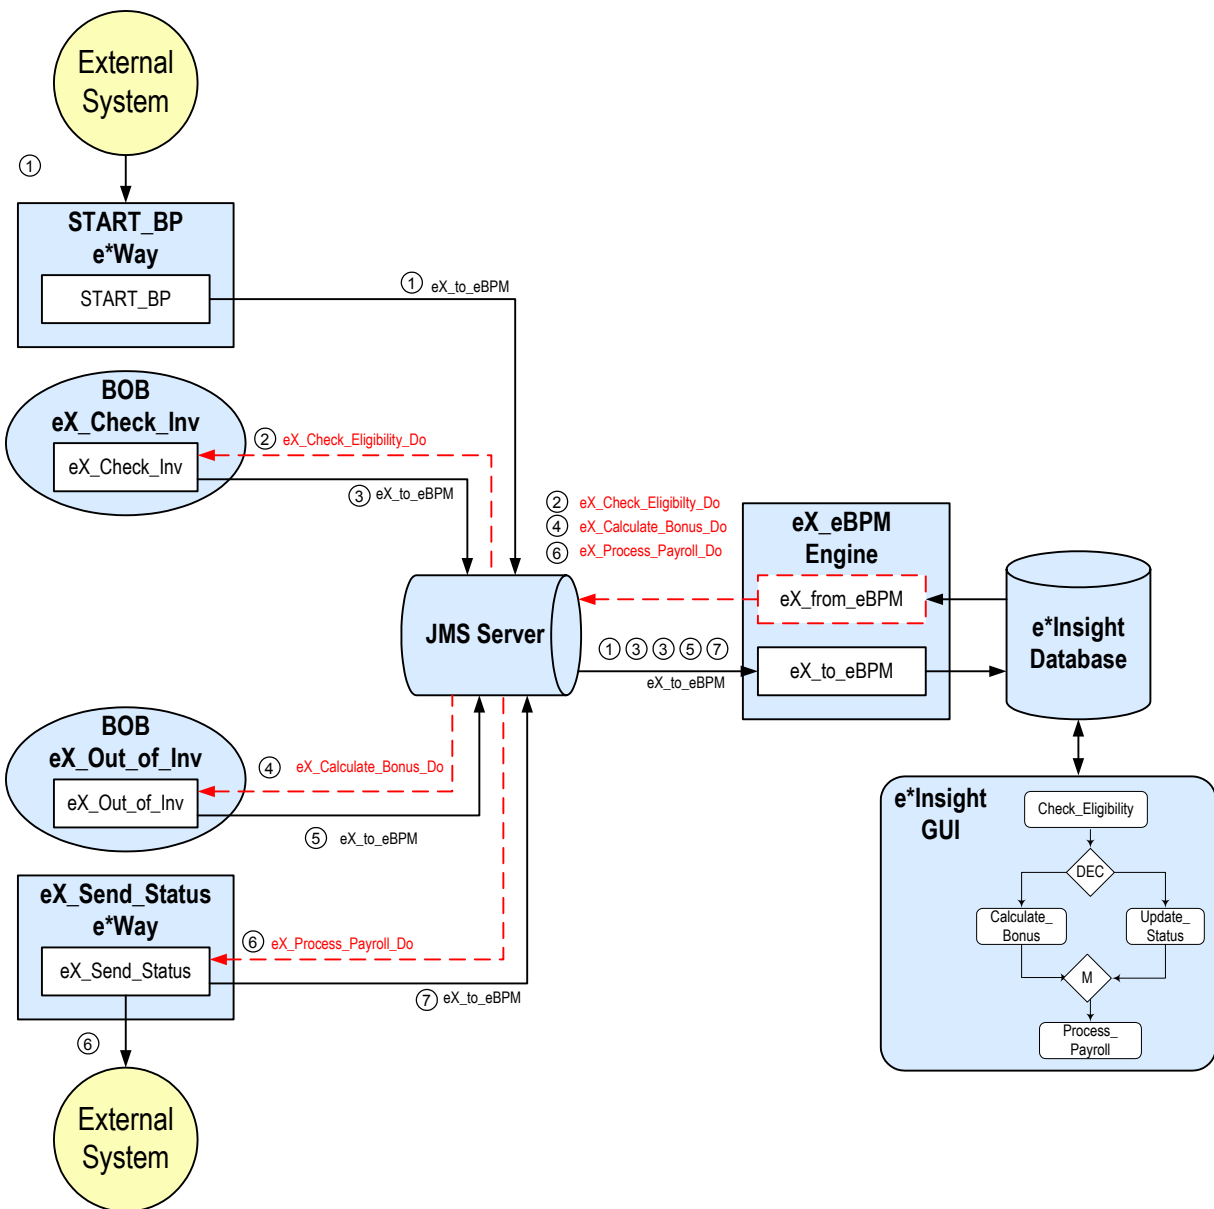 External
System
①
START_BP
e*Way
START_BP
① eX_to_eBPM
BOB
eX_Check_Inv
eX_Check_Inv
② eX_Check_Eligibility_Do
③ eX_to_eBPM
② eX_Check_Eligibilty_Do
④ eX_Calculate_Bonus_Do
⑥ eX_Process_Payroll_Do
eX_eBPM
Engine
eX_from_eBPM
eX_to_eBPM
JMS Server
① ③ ③ ⑤ ⑦
eX_to_eBPM
e*Insight
Database
BOB
eX_Out_of_Inv
eX_Out_of_Inv
④ eX_Calculate_Bonus_Do
⑤ eX_to_eBPM
eX_Send_Status
e*Way
eX_Send_Status
⑥ eX_Process_Payroll_Do
⑦ eX_to_eBPM
⑥
External
System
e*Insight
GUI
Check_Eligibility
DEC
Calculate_
Bonus
Update_
Status
M
Process_
Payroll